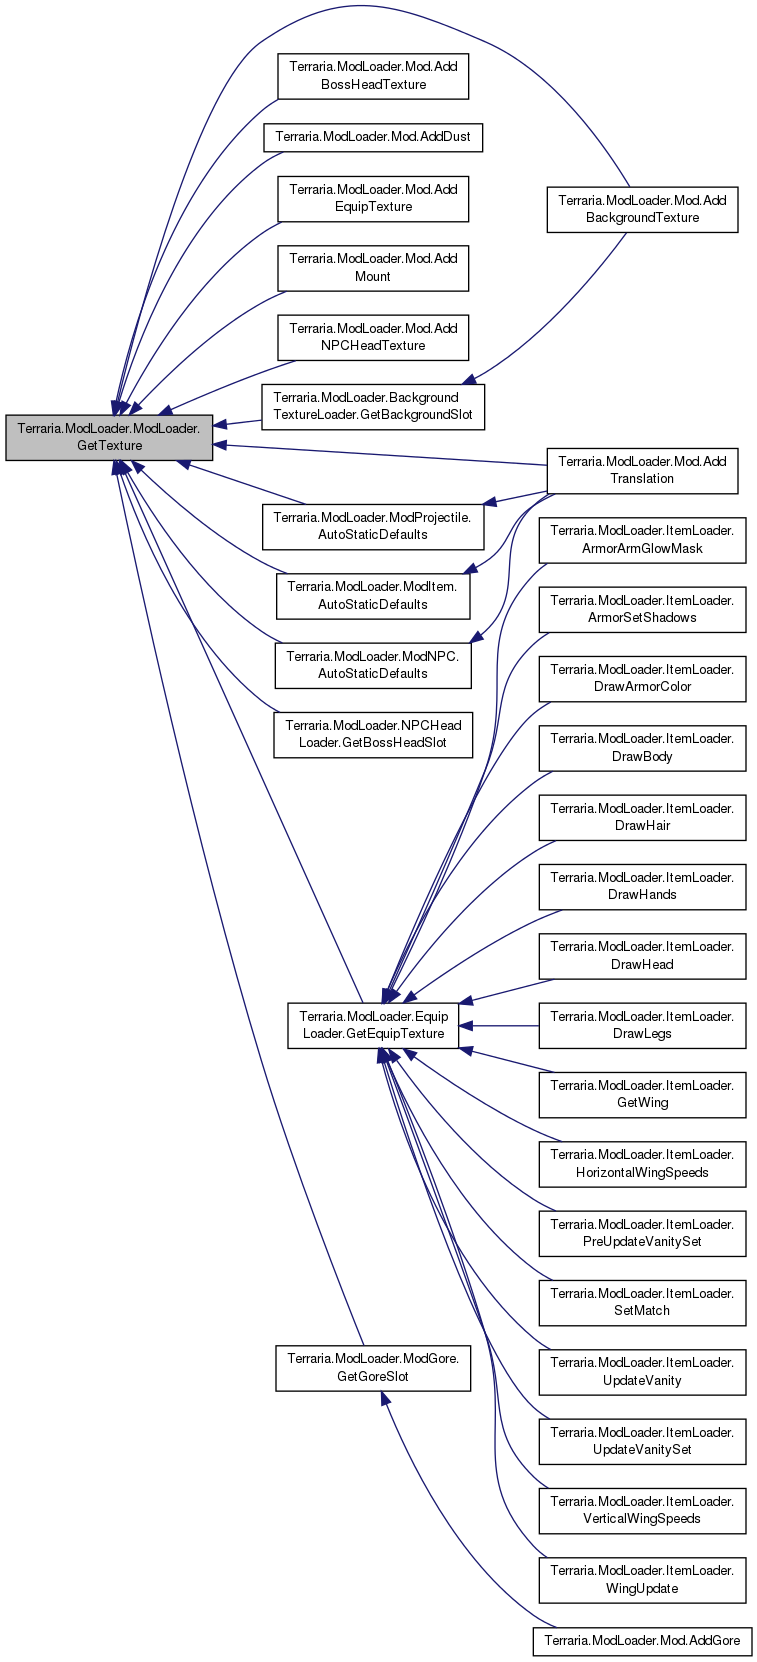 Terraria.ModLoader.ModLoader.
GetTexture
Terraria.ModLoader.Mod.Add
BossHeadTexture
Terraria.ModLoader.Mod.AddDust
Terraria.ModLoader.Mod.Add
EquipTexture
Terraria.ModLoader.Mod.Add
Mount
Terraria.ModLoader.Mod.Add
NPCHeadTexture
Terraria.ModLoader.Background
TextureLoader.GetBackgroundSlot
Terraria.ModLoader.ModProjectile.
AutoStaticDefaults
Terraria.ModLoader.ModItem.
AutoStaticDefaults
Terraria.ModLoader.ModNPC.
AutoStaticDefaults
Terraria.ModLoader.NPCHead
Loader.GetBossHeadSlot
Terraria.ModLoader.Equip
Loader.GetEquipTexture
Terraria.ModLoader.ModGore.
GetGoreSlot
Terraria.ModLoader.Mod.Add
BackgroundTexture
Terraria.ModLoader.Mod.Add
Translation
Terraria.ModLoader.ItemLoader.
ArmorArmGlowMask
Terraria.ModLoader.ItemLoader.
ArmorSetShadows
Terraria.ModLoader.ItemLoader.
DrawArmorColor
Terraria.ModLoader.ItemLoader.
DrawBody
Terraria.ModLoader.ItemLoader.
DrawHair
Terraria.ModLoader.ItemLoader.
DrawHands
Terraria.ModLoader.ItemLoader.
DrawHead
Terraria.ModLoader.ItemLoader.
DrawLegs
Terraria.ModLoader.ItemLoader.
GetWing
Terraria.ModLoader.ItemLoader.
HorizontalWingSpeeds
Terraria.ModLoader.ItemLoader.
PreUpdateVanitySet
Terraria.ModLoader.ItemLoader.
SetMatch
Terraria.ModLoader.ItemLoader.
UpdateVanity
Terraria.ModLoader.ItemLoader.
UpdateVanitySet
Terraria.ModLoader.ItemLoader.
VerticalWingSpeeds
Terraria.ModLoader.ItemLoader.
WingUpdate
Terraria.ModLoader.Mod.AddGore